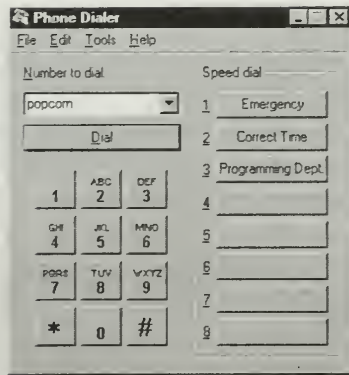 Phone Dialer
File Edit Tools Help
Number to dial
popcorn
Dial
1
ABC
2
DEF
3
GHI
4
JKL
5
MNO
6
PQRS
7
TUV
8
WXYZ
9
*
0
#
Speed dial
1 Emergency
2 Correct Time
3 Programming Dept.
4
5
6
7
8